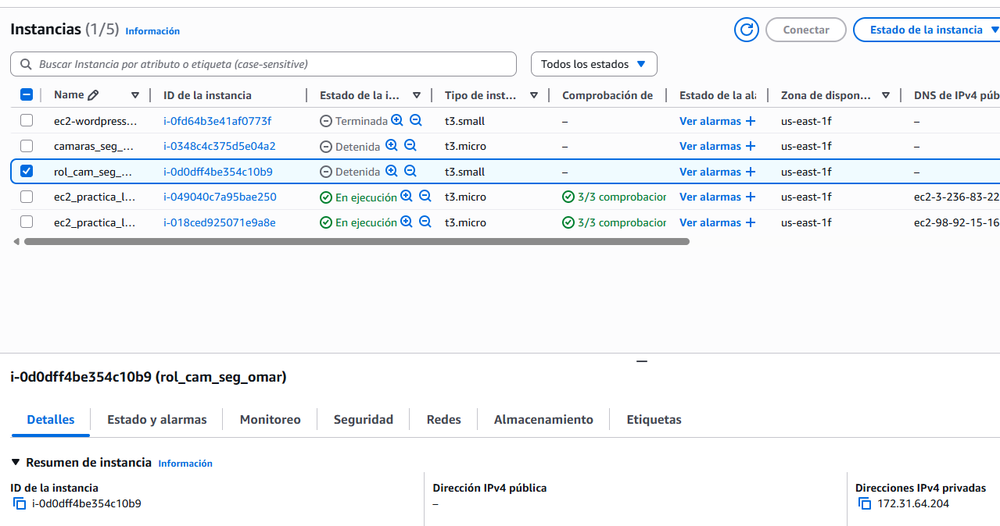 Instancias (1/5) Información
Conectar
Estado de la instancia
Buscar Instancia por atributo o etiqueta (case-sensitive)
Todos los estados
Name ID de la instancia Estado de la i... Tipo de inst... Comprobación de Estado de la ala Zona de dispon... DNS de IPv4 púb
ec2-wordpress... i-0fd64b3e41af0773f Terminada t3.small – Ver alarmas + us-east-1f –
camaras_seg_... i-0348c4c375d5e04a2 Detenida t3.micro – Ver alarmas + us-east-1f –
rol_cam_seg_... i-0d0dff4be354c10b9 Detenida t3.small – Ver alarmas + us-east-1f –
ec2_practica_l... i-049040c7a95bae250 En ejecución t3.micro 3/3 comprobacion Ver alarmas + us-east-1f ec2-3-236-83-22
ec2_practica_l... i-018ced925071e9a8e En ejecución t3.micro 3/3 comprobacion Ver alarmas + us-east-1f ec2-98-92-15-16
i-0d0dff4be354c10b9 (rol_cam_seg_omar)
Detalles Estado y alarmas Monitoreo Seguridad Redes Almacenamiento Etiquetas
Resumen de instancia Información
ID de la instancia
i-0d0dff4be354c10b9
Dirección IPv4 pública
–
Direcciones IPv4 privadas
172.31.64.204